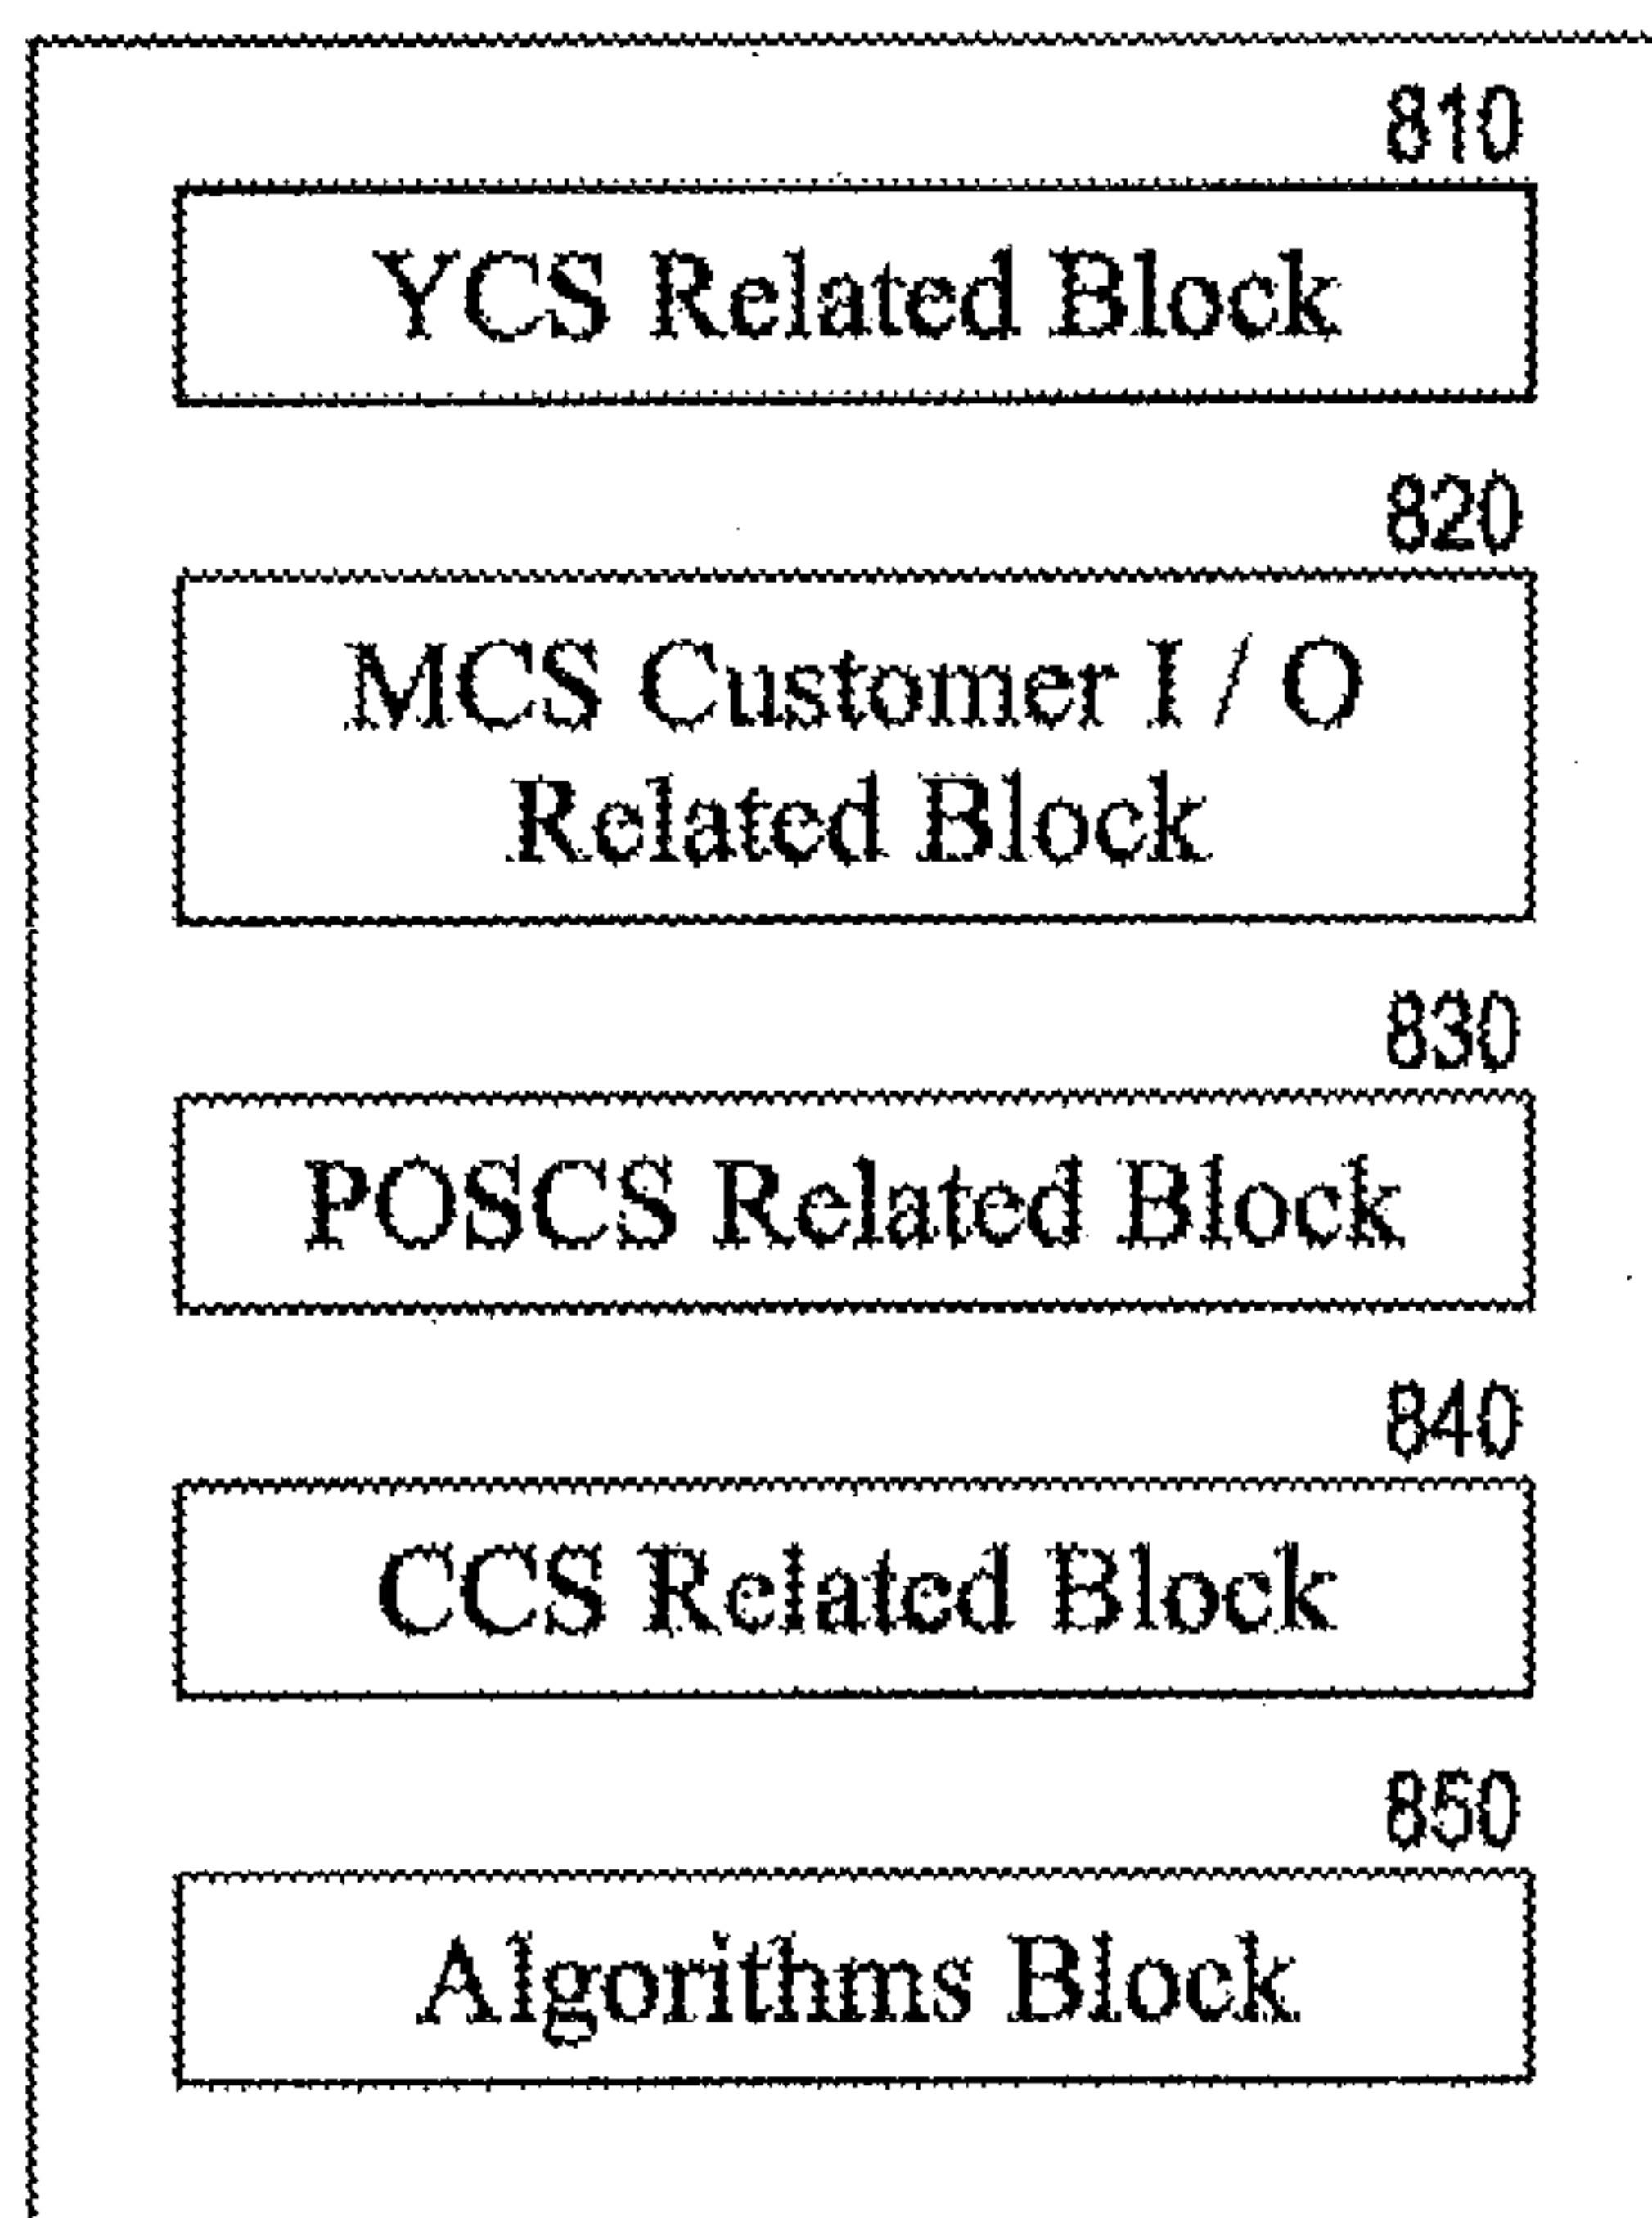 810
YCS Related Block
820
MCS Customer I / O
Related Block
830
POSCS Related Block
840
CCS Related Block
850
Algorithms Block